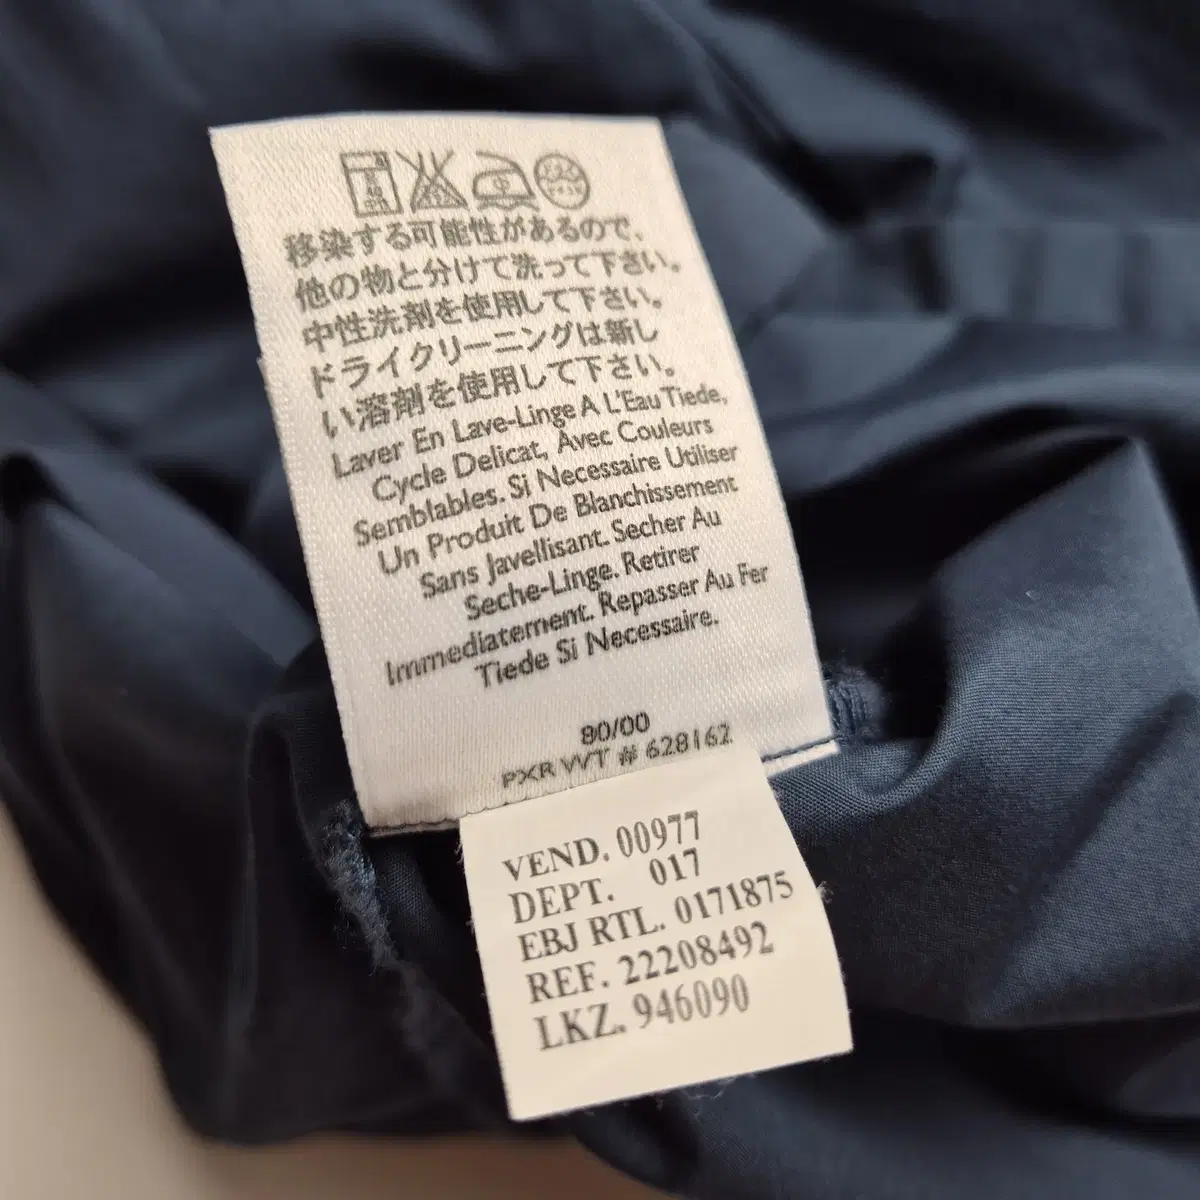 移染する可能性があるので、
他の物と分けて洗って下さい。
中性洗剤を使用して下さい。
ドライクリーニングは新し
い溶剤を使用して下さい。
Laver En Lave-Linge A L'Eau Tiede,
Cycle Delicat, Avec Couleurs
Semblables. Si Necessaire Utiliser
Un Produit De Blanchissement
Sans Javellisant. Secher Au
Seche-Linge. Retirer
Immediatement. Repasser Au Fer
Tiede Si Necessaire.
80/00
PXR WT # 628162
VEND. 00977
DEPT. 017
EBJ RTL. 0171875
REF. 22208492
LKZ. 946090